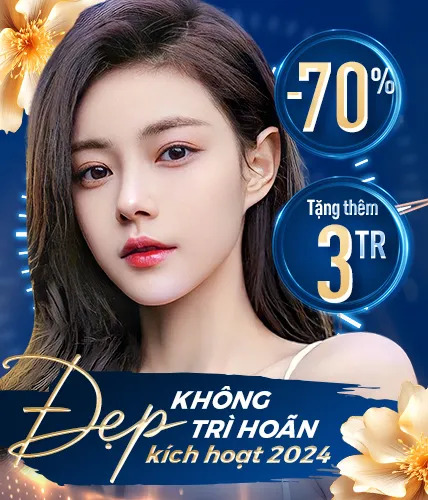 -70%
Tặng thêm
3TR
Đẹp KHÔNG
TRÌ HOÃN
kích hoạt 2024